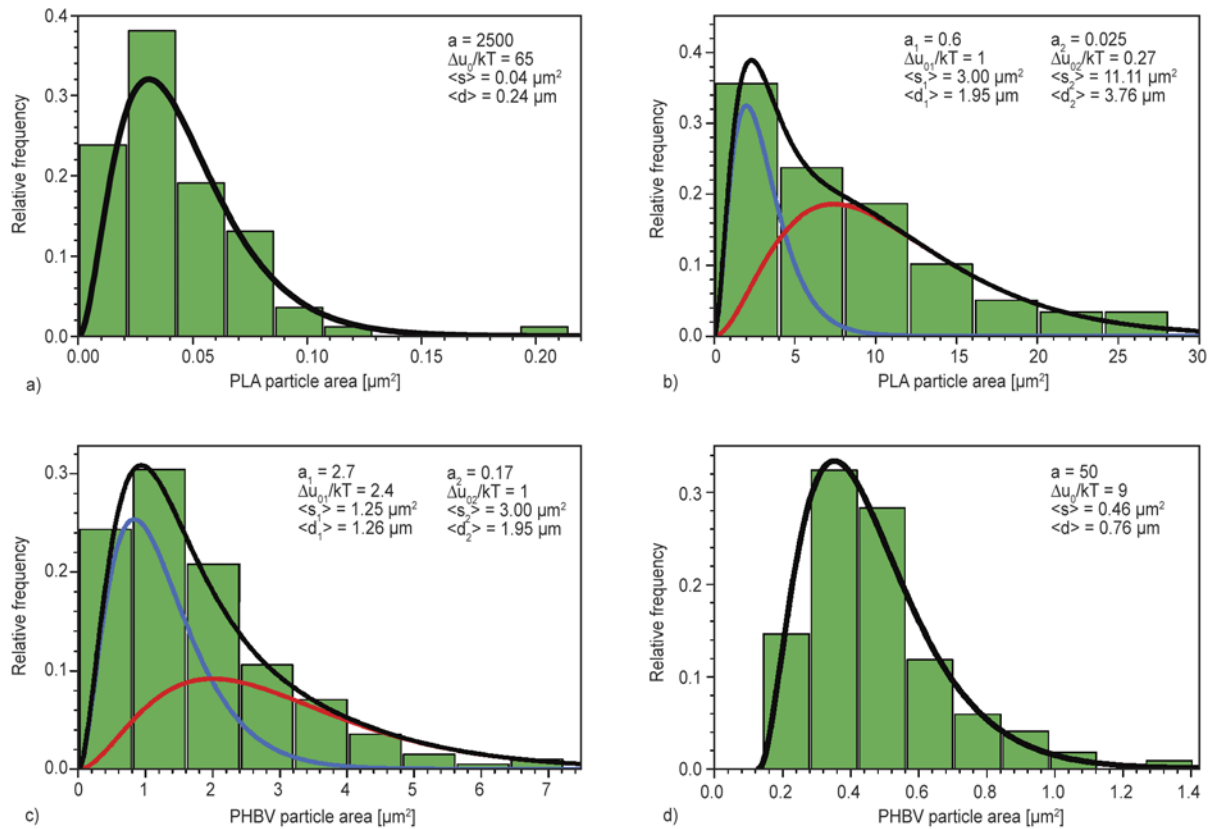 0.4
0.3
0.2
0.1
0.0
Relative frequency
a = 2500
Δu₀/kT = 65
<s> = 0.04 µm²
<d> = 0.24 µm
0.00 0.05 0.10 0.15 0.20
PLA particle area [µm²]
a)
0.4
0.3
0.2
0.1
0.0
Relative frequency
a₁ = 0.6 a₂ = 0.025
Δu₀₁/kT = 1 Δu₀₂/kT = 0.27
<s₁> = 3.00 µm² <s₂> = 11.11 µm²
<d₁> = 1.95 µm <d₂> = 3.76 µm
0 5 10 15 20 25 30
PLA particle area [µm²]
b)
0.3
0.2
0.1
0.0
Relative frequency
a₁ = 2.7 a₂ = 0.17
Δu₀₁/kT = 2.4 Δu₀₂/kT = 1
<s₁> = 1.25 µm² <s₂> = 3.00 µm²
<d₁> = 1.26 µm <d₂> = 1.95 µm
0 1 2 3 4 5 6 7
PHBV particle area [µm²]
c)
0.3
0.2
0.1
0.0
Relative frequency
a = 50
Δu₀/kT = 9
<s> = 0.46 µm²
<d> = 0.76 µm
0.0 0.2 0.4 0.6 0.8 1.0 1.2 1.4
PHBV particle area [µm²]
d)